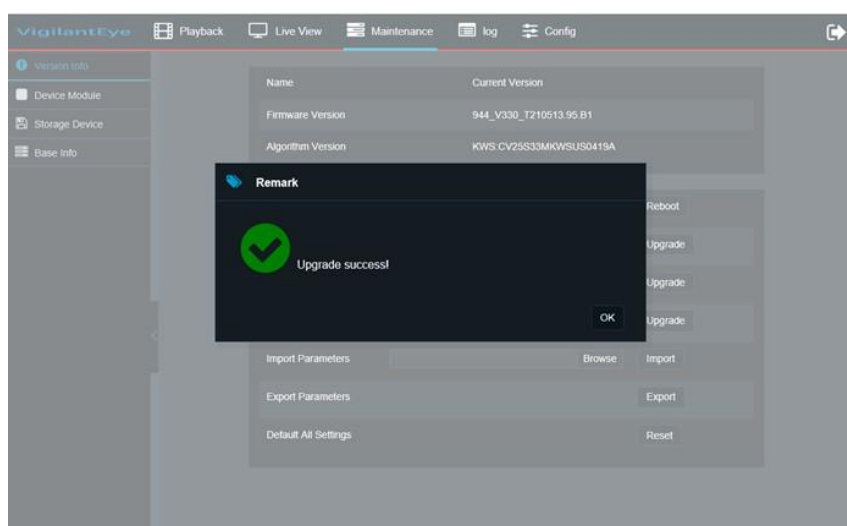 VigilantEye Playback Live View Maintenance log Config
Version Info
Device Module
Storage Device
Base Info
Name Current Version
Firmware Version 944_V330_T210513.95.B1
Algorithm Version KWS:CV25S33MKWSUS0419A
Remark
Upgrade success!
OK
Reboot
Upgrade
Upgrade
Upgrade
Import Parameters Browse Import
Export Parameters Export
Default All Settings Reset